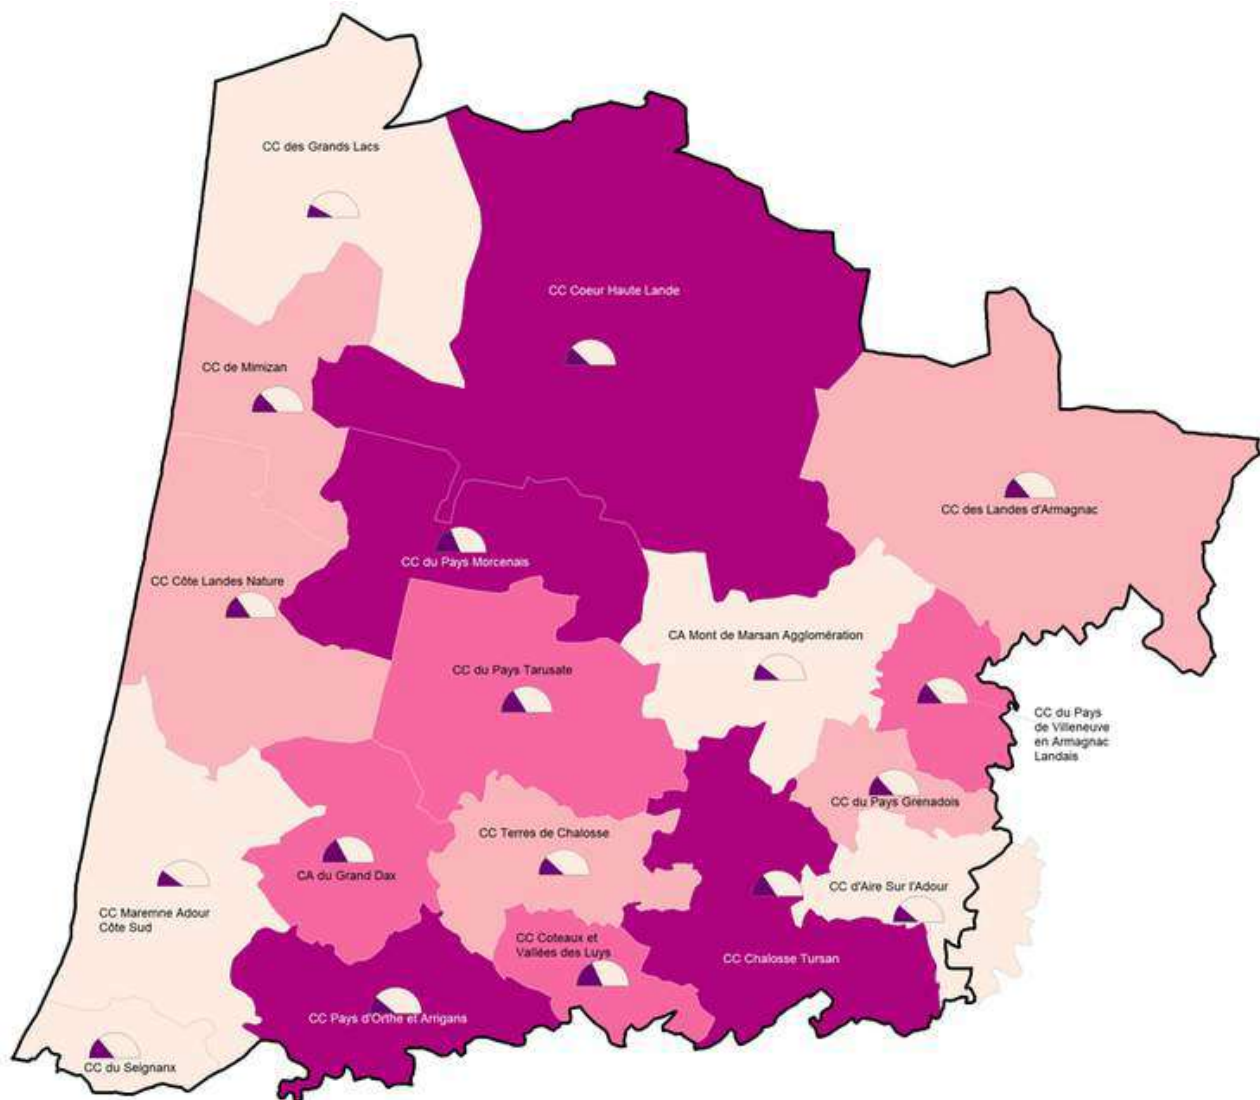 CC des Grands Lacs
CC Coeur Haute Lande
CC de Mimizan
CC des Landes d'Armagnac
CC du Pays Morcenais
CC Côte Landes Nature
CA Mont de Marsan Agglomération
CC du Pays Tarusate
CC du Pays
de Villeneuve
en Armagnac
Landais
CC du Pays Grenadois
CC Terres de Chalosse
CA du Grand Dax
CC d'Aire Sur l'Adour
CC Maremne Adour
Côte Sud
CC Coteaux et
Vallées des Luys
CC Chalosse Tursan
CC Pays d'Orthe et Arrigans
CC du Seignanx